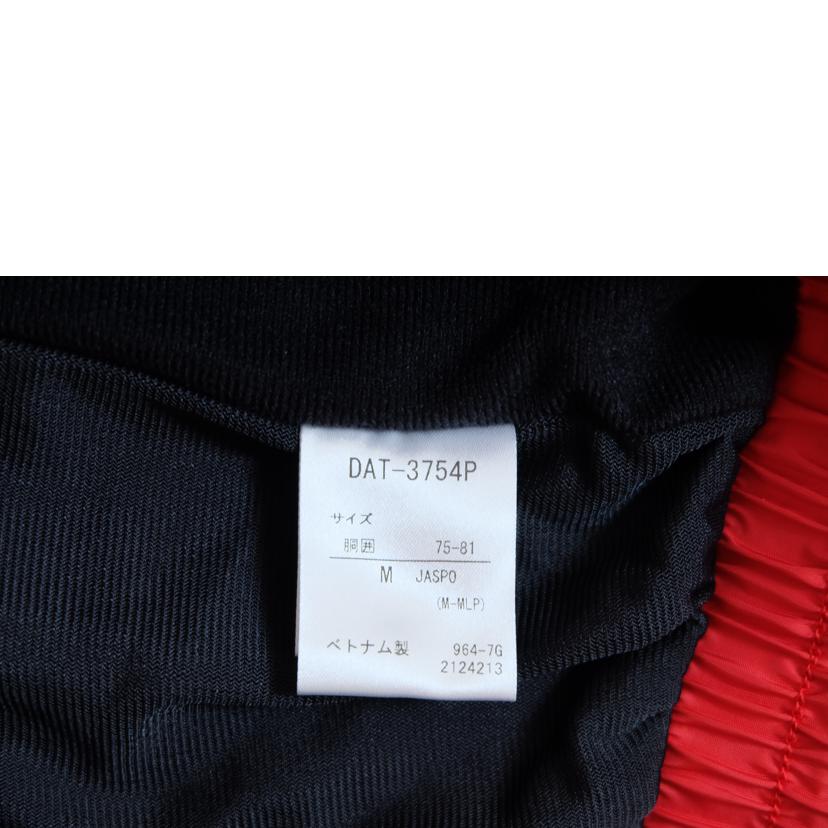 DAT-3754P
サイズ
胴囲 75-81
M JASPO
(M-MLP)
ベトナム製 964-7G
2124213